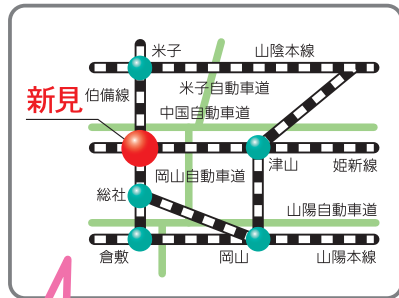 米子
山陰本線
新見
伯備線
米子自動車道
中国自動車道
津山
姫新線
岡山自動車道
総社
山陽自動車道
倉敷
岡山
山陽本線